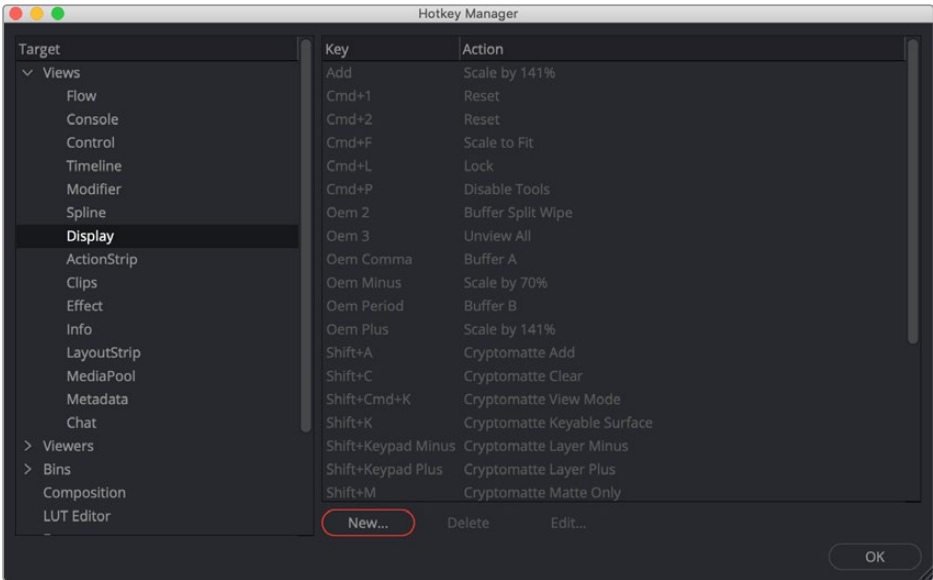 Hotkey Manager
Target
Views
Flow
Console
Control
Timeline
Modifier
Spline
Display
ActionStrip
Clips
Effect
Info
LayoutStrip
MediaPool
Metadata
Chat
Viewers
Bins
Composition
LUT Editor
Key Action
Add Scale by 141%
Cmd+1 Reset
Cmd+2 Reset
Cmd+F Scale to Fit
Cmd+L Lock
Cmd+P Disable Tools
Oem 2 Buffer Split Wipe
Oem 3 Unview All
Oem Comma Buffer A
Oem Minus Scale by 70%
Oem Period Buffer B
Oem Plus Scale by 141%
Shift+A Cryptomatte Add
Shift+C Cryptomatte Clear
Shift+Cmd+K Cryptomatte View Mode
Shift+K Cryptomatte Keyable Surface
Shift+Keypad Minus Cryptomatte Layer Minus
Shift+Keypad Plus Cryptomatte Layer Plus
Shift+M Cryptomatte Matte Only
New... Delete Edit...
OK